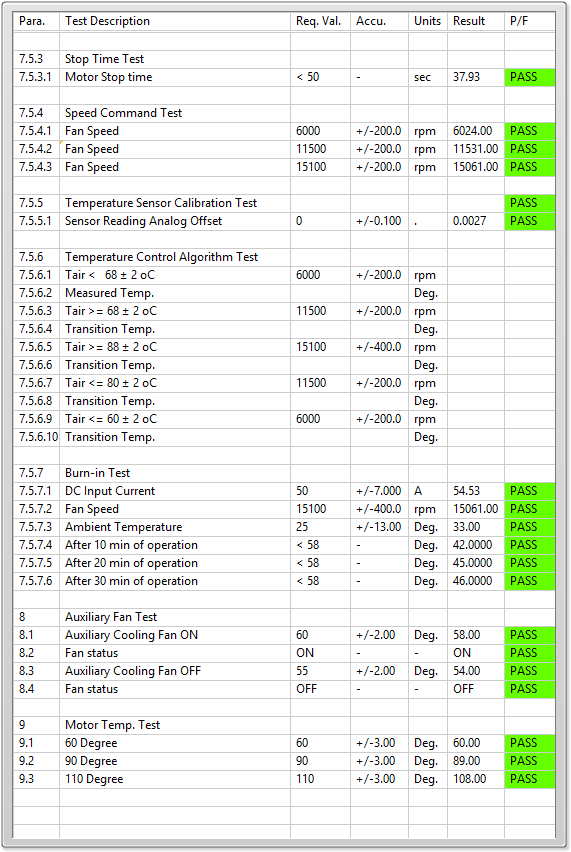 Para. Test Description Req. Val. Accu. Units Result P/F
7.5.3 Stop Time Test
7.5.3.1 Motor Stop time < 50 - sec 37.93 PASS
7.5.4 Speed Command Test
7.5.4.1 Fan Speed 6000 +/-200.0 rpm 6024.00 PASS
7.5.4.2 Fan Speed 11500 +/-200.0 rpm 11531.00 PASS
7.5.4.3 Fan Speed 15100 +/-200.0 rpm 15061.00 PASS
7.5.5 Temperature Sensor Calibration Test PASS
7.5.5.1 Sensor Reading Analog Offset 0 +/-0.100 . 0.0027 PASS
7.5.6 Temperature Control Algorithm Test
7.5.6.1 Tair < 68 ± 2 oC 6000 +/-200.0 rpm
7.5.6.2 Measured Temp. Deg.
7.5.6.3 Tair >= 68 ± 2 oC 11500 +/-200.0 rpm
7.5.6.4 Transition Temp. Deg.
7.5.6.5 Tair >= 88 ± 2 oC 15100 +/-400.0 rpm
7.5.6.6 Transition Temp. Deg.
7.5.6.7 Tair <= 80 ± 2 oC 11500 +/-200.0 rpm
7.5.6.8 Transition Temp. Deg.
7.5.6.9 Tair <= 60 ± 2 oC 6000 +/-200.0 rpm
7.5.6.10 Transition Temp. Deg.
7.5.7 Burn-in Test
7.5.7.1 DC Input Current 50 +/-7.000 A 54.53 PASS
7.5.7.2 Fan Speed 15100 +/-400.0 rpm 15061.00 PASS
7.5.7.3 Ambient Temperature 25 +/-13.00 Deg. 33.00 PASS
7.5.7.4 After 10 min of operation < 58 - Deg. 42.0000 PASS
7.5.7.5 After 20 min of operation < 58 - Deg. 45.0000 PASS
7.5.7.6 After 30 min of operation < 58 - Deg. 46.0000 PASS
8 Auxiliary Fan Test
8.1 Auxiliary Cooling Fan ON 60 +/-2.00 Deg. 58.00 PASS
8.2 Fan status ON - - ON PASS
8.3 Auxiliary Cooling Fan OFF 55 +/-2.00 Deg. 54.00 PASS
8.4 Fan status OFF - - OFF PASS
9 Motor Temp. Test
9.1 60 Degree 60 +/-3.00 Deg. 60.00 PASS
9.2 90 Degree 90 +/-3.00 Deg. 89.00 PASS
9.3 110 Degree 110 +/-3.00 Deg. 108.00 PASS